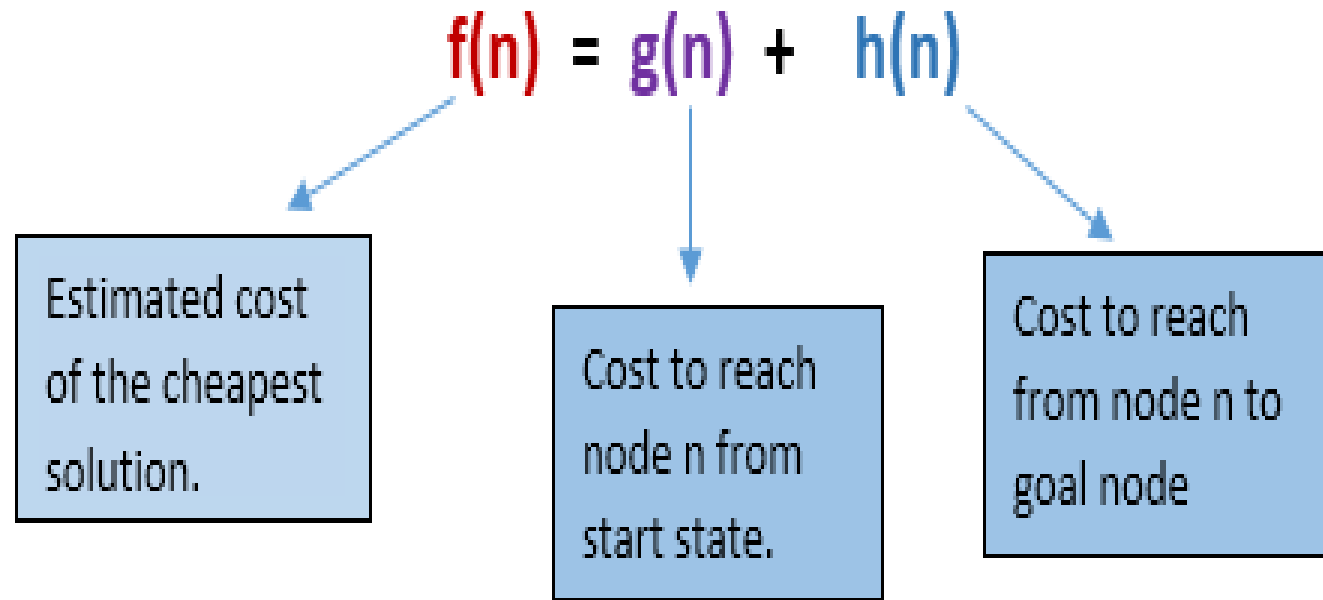 f(n) = g(n) + h(n)
Estimated cost
of the cheapest
solution.
Cost to reach
node n from
start state.
Cost to reach
from node n to
goal node